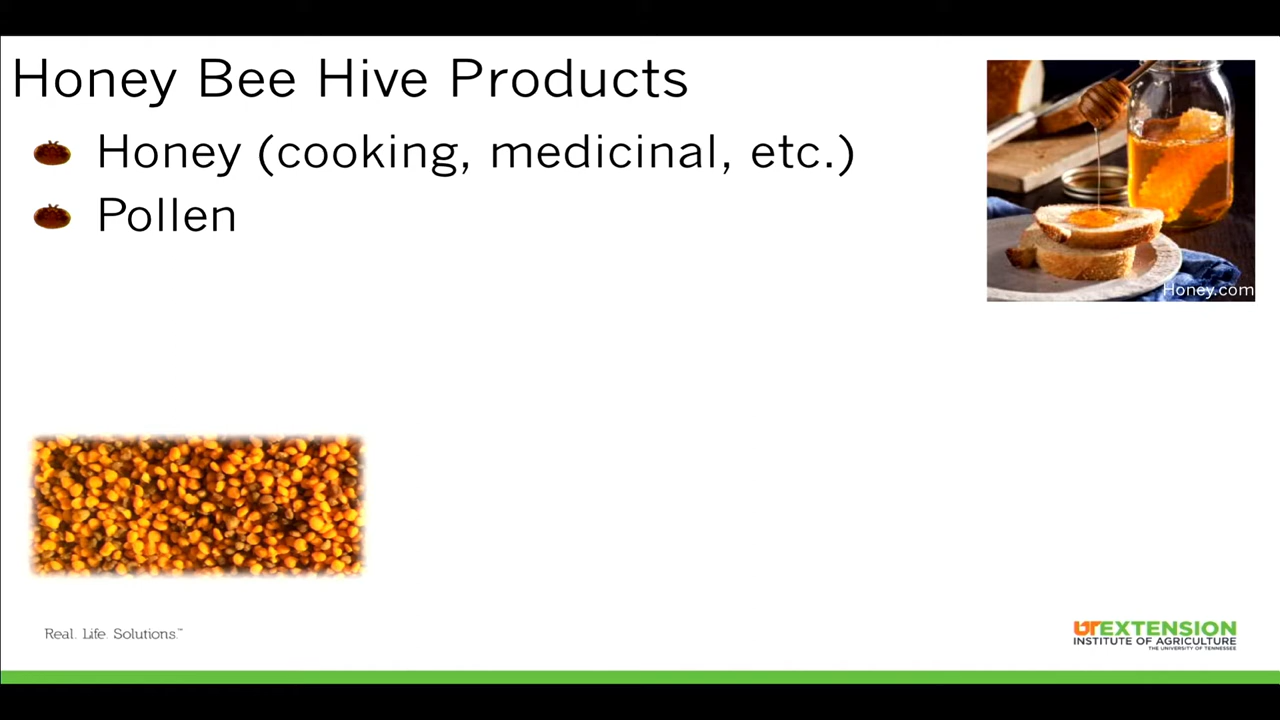 Honey Bee Hive Products
Honey (cooking, medicinal, etc.)
Pollen
Honey.com
Real. Life. Solutions.™
UTEXTENSION
INSTITUTE OF AGRICULTURE
THE UNIVERSITY OF TENNESSEE